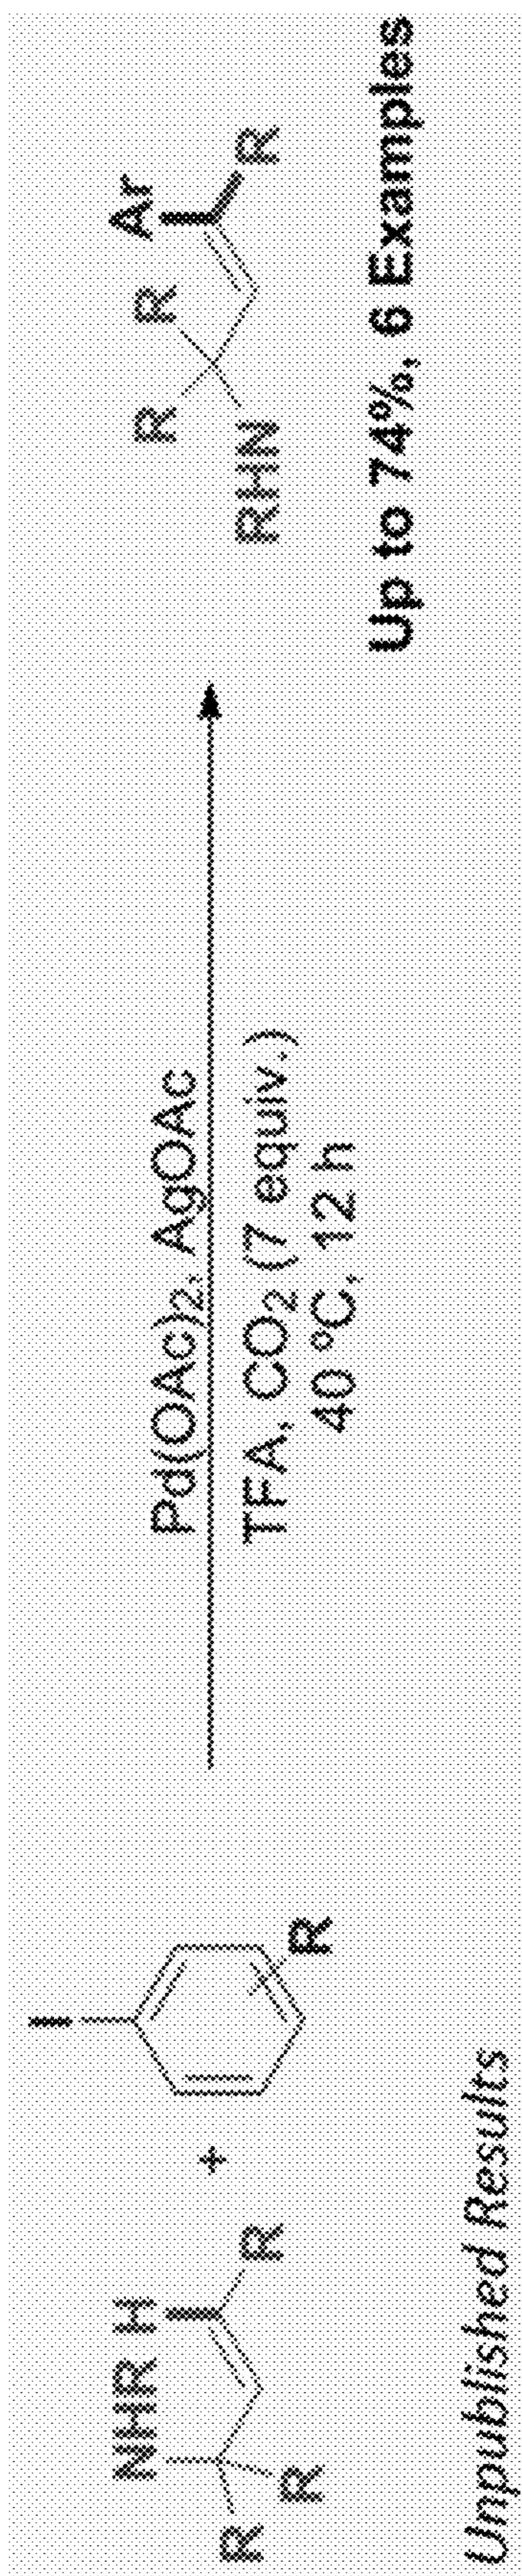 NHR H
R
R
R
+
I
R
Pd(OAc)2, AgOAc
TFA, CO2 (7 equiv.)
40 °C, 12 h
R
R
Ar
RHN
R
Up to 74%, 6 Examples
Unpublished Results